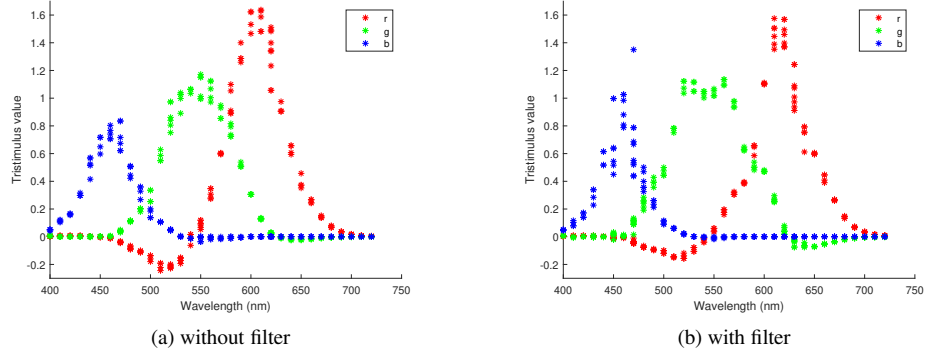 1.6
1.4
1.2
1
0.8
0.6
0.4
0.2
0
-0.2
Tristimulus value
400 450 500 550 600 650 700 750
Wavelength (nm)
r
g
b
(a) without filter
1.6
1.4
1.2
1
0.8
0.6
0.4
0.2
0
-0.2
Tristimulus value
400 450 500 550 600 650 700 750
Wavelength (nm)
r
g
b
(b) with filter